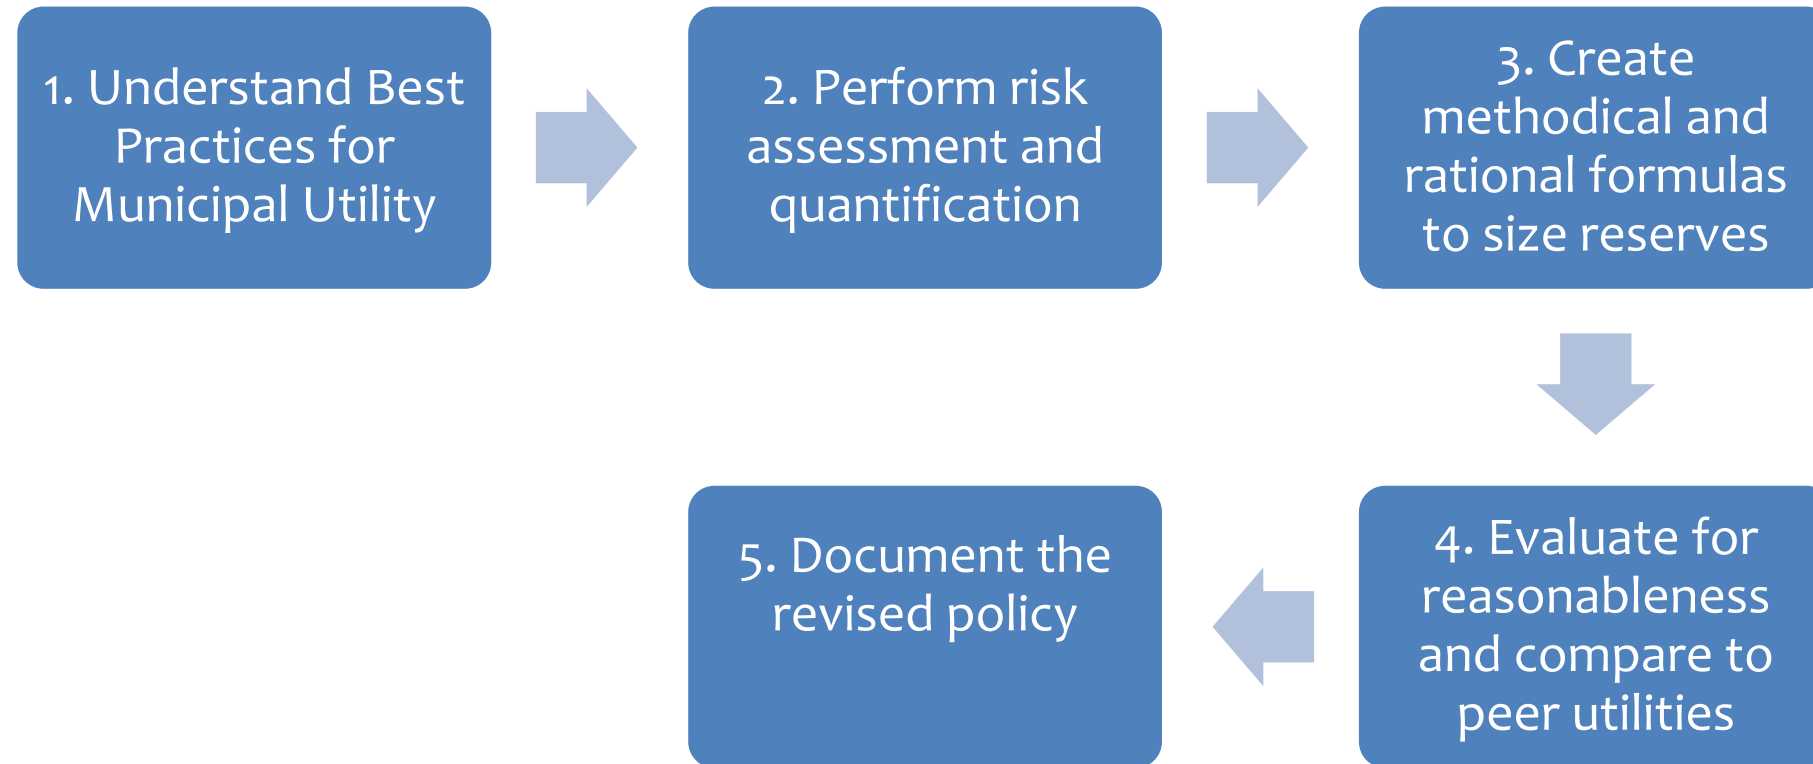 1. Understand Best
Practices for
Municipal Utility
2. Perform risk
assessment and
quantification
3. Create
methodical and
rational formulas
to size reserves
4. Evaluate for
reasonableness
and compare to
peer utilities
5. Document the
revised policy